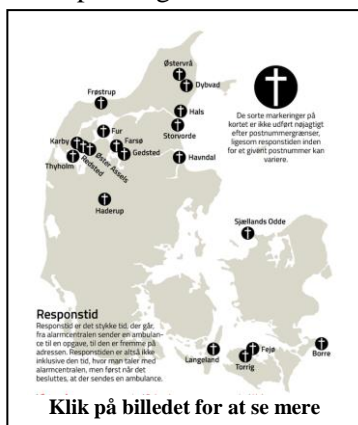 Østervrå
Dybvad
Frøstrup
Hals
Storvorde
De sorte markeringer på
kortet er ikke udført nøjagtigt
efter postnummergrænser,
ligesom responstiden inden
for et givent postnummer kan
variere.
Fur
Karby
Farsø
Gedsted
Øster Assels
Redsted
Thyholm
Havndal
Haderup
Sjællands Odde
Responstid
Responstid er det stykke tid, der går,
fra alarmcentralen sender en ambulan-
ce til en opgave, til den er fremme på
adressen. Responstiden er altså ikke
inklusive den tid, hvor man taler med
alarmcentralen, men først når det
besluttes, at der sendes en ambulance.
Langeland
Fejø
Torrig
Borre
Klik på billedet for at se mere